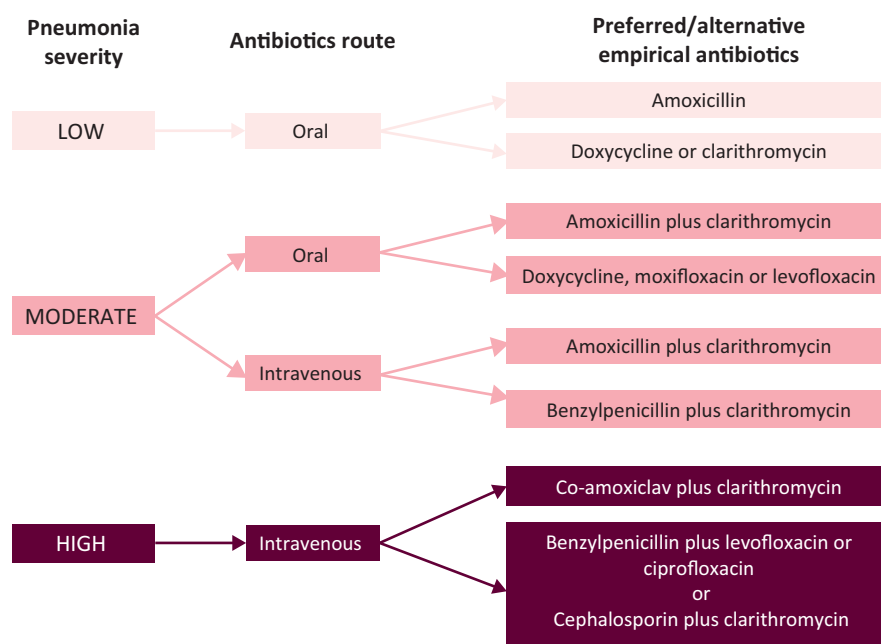 Pneumonia
severity
Antibiotics route
Preferred/alternative
empirical antibiotics
LOW
Oral
Amoxicillin
Doxycycline or clarithromycin
MODERATE
Oral
Amoxicillin plus clarithromycin
Doxycycline, moxifloxacin or levofloxacin
Intravenous
Amoxicillin plus clarithromycin
Benzylpenicillin plus clarithromycin
HIGH
Intravenous
Co-amoxiclav plus clarithromycin
Benzylpenicillin plus levofloxacin or
ciprofloxacin
or
Cephalosporin plus clarithromycin